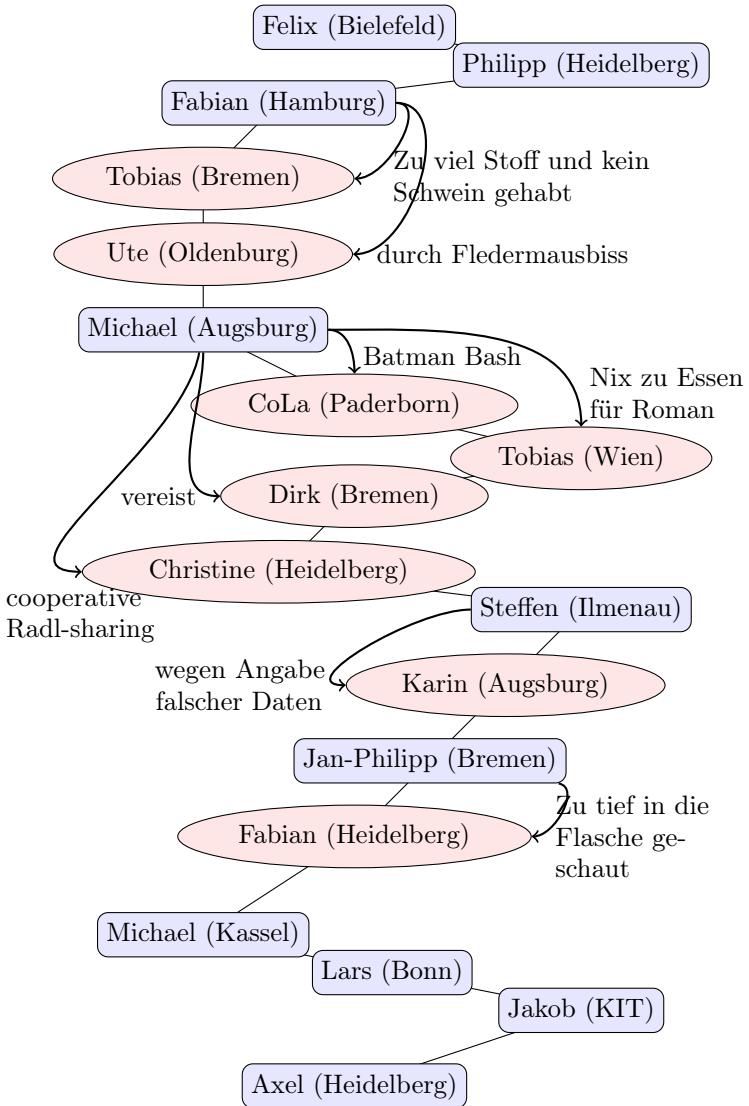 Felix (Bielefeld)
Philipp (Heidelberg)
Fabian (Hamburg)
Zu viel Stoff und kein
Schwein gehabt
Tobias (Bremen)
Ute (Oldenburg)
durch Fledermausbiss
Michael (Augsburg)
Batman Bash
Nix zu Essen
für Roman
CoLa (Paderborn)
Tobias (Wien)
vereist
Dirk (Bremen)
Christine (Heidelberg)
cooperative
Radl-sharing
Steffen (Ilmenau)
wegen Angabe
falscher Daten
Karin (Augsburg)
Jan-Philipp (Bremen)
Zu tief in die
Flasche ge-
schaut
Fabian (Heidelberg)
Michael (Kassel)
Lars (Bonn)
Jakob (KIT)
Axel (Heidelberg)